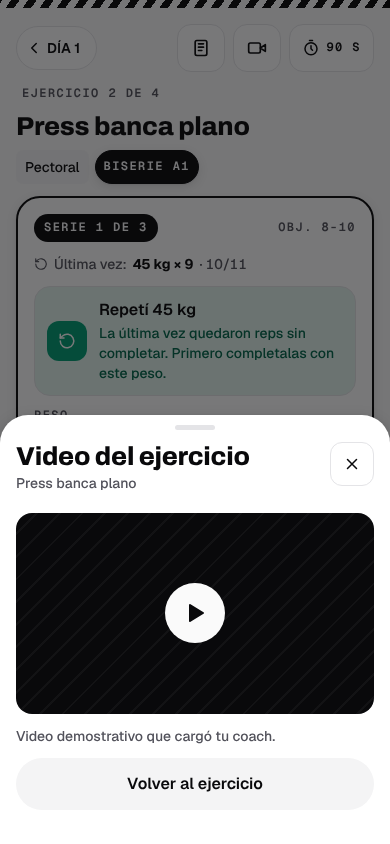 DÍA 1
90 S
EJERCICIO 2 DE 4
Press banca plano
Pectoral
BISERIE A1
SERIE 1 DE 3
OBJ. 8-10
Última vez: 45 kg × 9 · 10/11
Repetí 45 kg
La última vez quedaron reps sin
completar. Primero completalas con
este peso.
PESO
Video del ejercicio
Press banca plano
Video demostrativo que cargó tu coach.
Volver al ejercicio